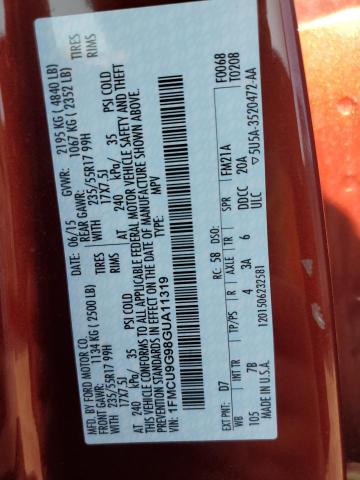 MFD. BY FORD MOTOR CO.
DATE: 06/15 GVWR: 2195 KG ( 4840 LB)
FRONT GAWR: 1134 KG ( 2500 LB) REAR GAWR: 1067 KG ( 2352 LB)
WITH 235/55R17 99H TIRES WITH 235/55R17 99H TIRES
17X7.5J RIMS 17X7.5J RIMS
AT 240 kPa/ 35 PSI COLD AT 240 kPa/ 35 PSI COLD
THIS VEHICLE CONFORMS TO ALL APPLICABLE FEDERAL MOTOR VEHICLE SAFETY AND THEFT
PREVENTION STANDARDS IN EFFECT ON THE DATE OF MANUFACTURE SHOWN ABOVE.
VIN: 1FMCU9G98GUA11319
TYPE: MPV
F0068
T0208
EXT PNT: D7 RC: 58 DSO: FM21A
WB INT TR TP/PS R AXLE TR SPR
105 7B 4 3A 6 DDCC 20A
ULC
MADE IN U.S.A. 1201506232581 ▽5U5A-3520472-AA